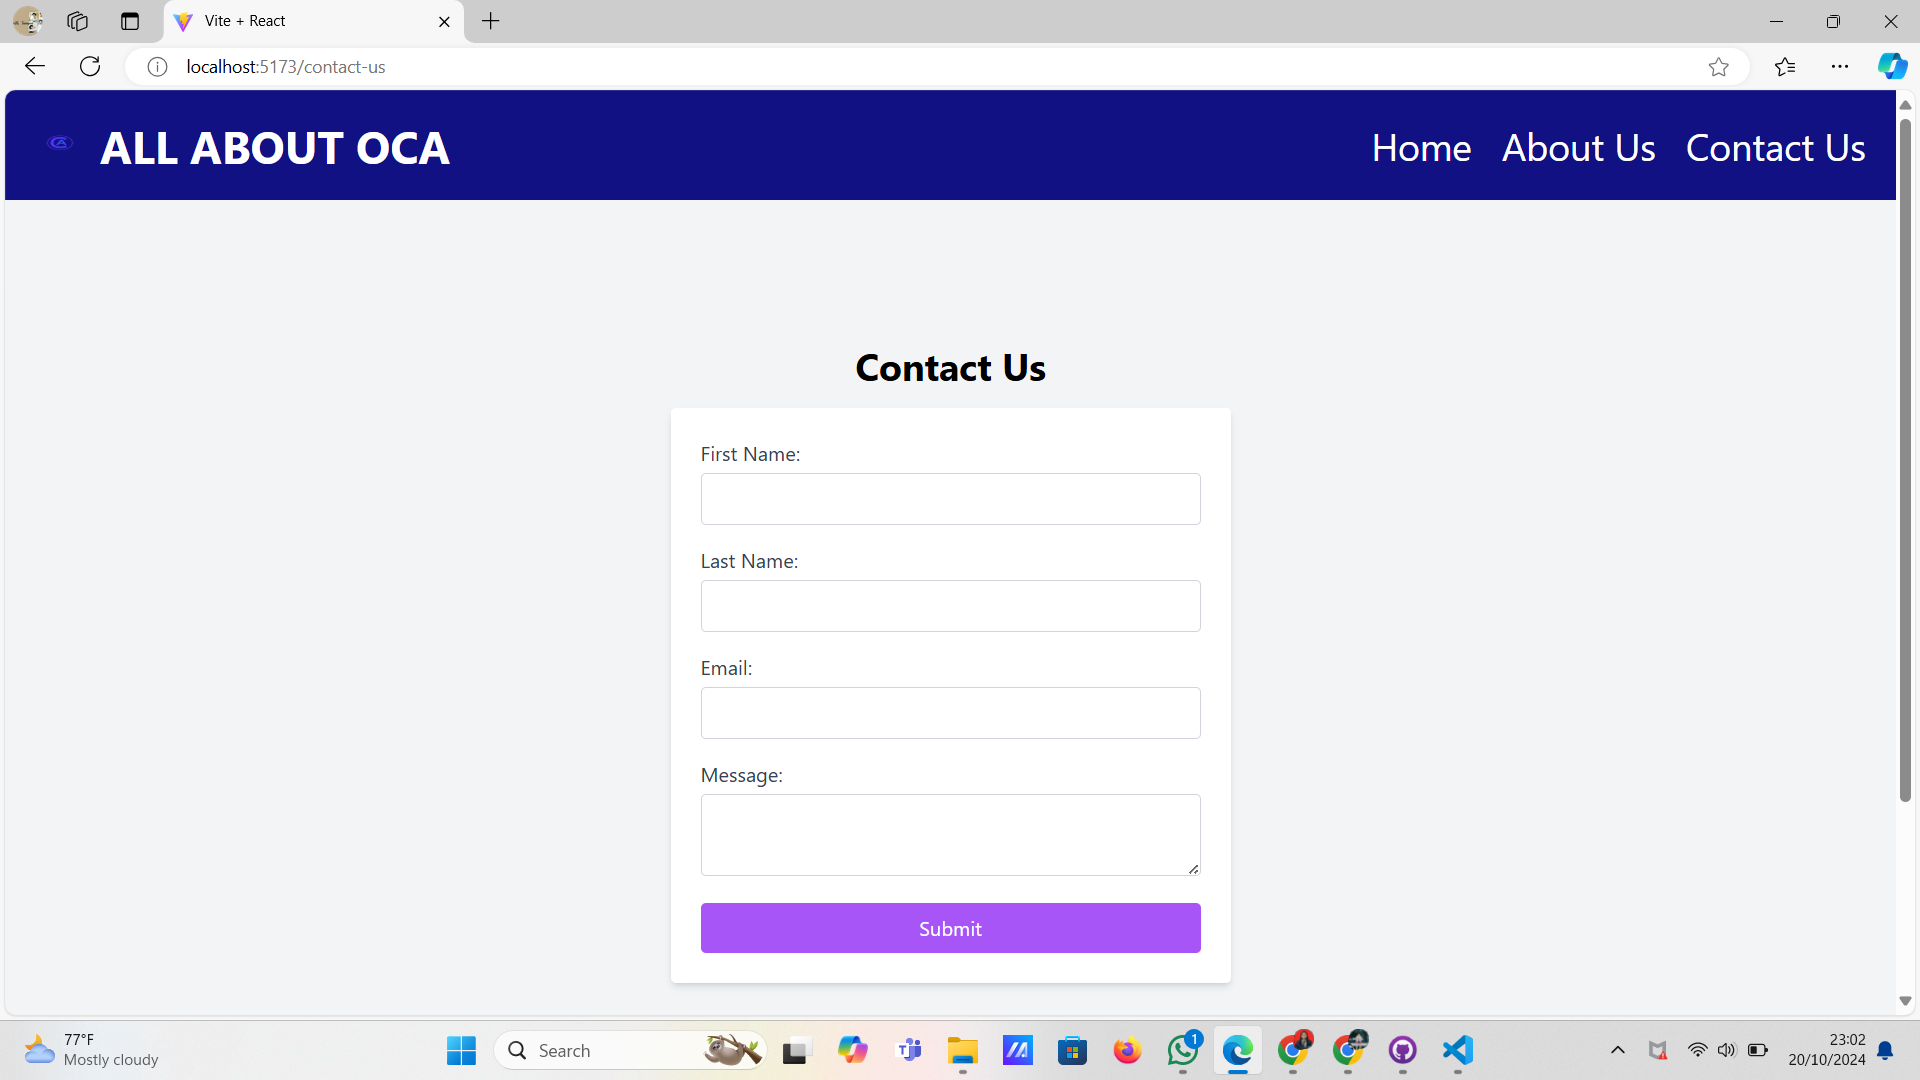 Vite + React
localhost:5173/contact-us
ALL ABOUT OCA
Home About Us Contact Us
Contact Us
First Name:
Last Name:
Email:
Message:
Submit
77°F
Mostly cloudy
Search
1
23:02
20/10/2024